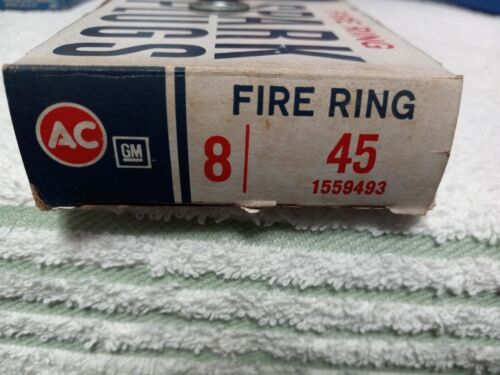 SPARK
PLUGS
FIRE RING
AC
GM
FIRE RING
8
45
1559493